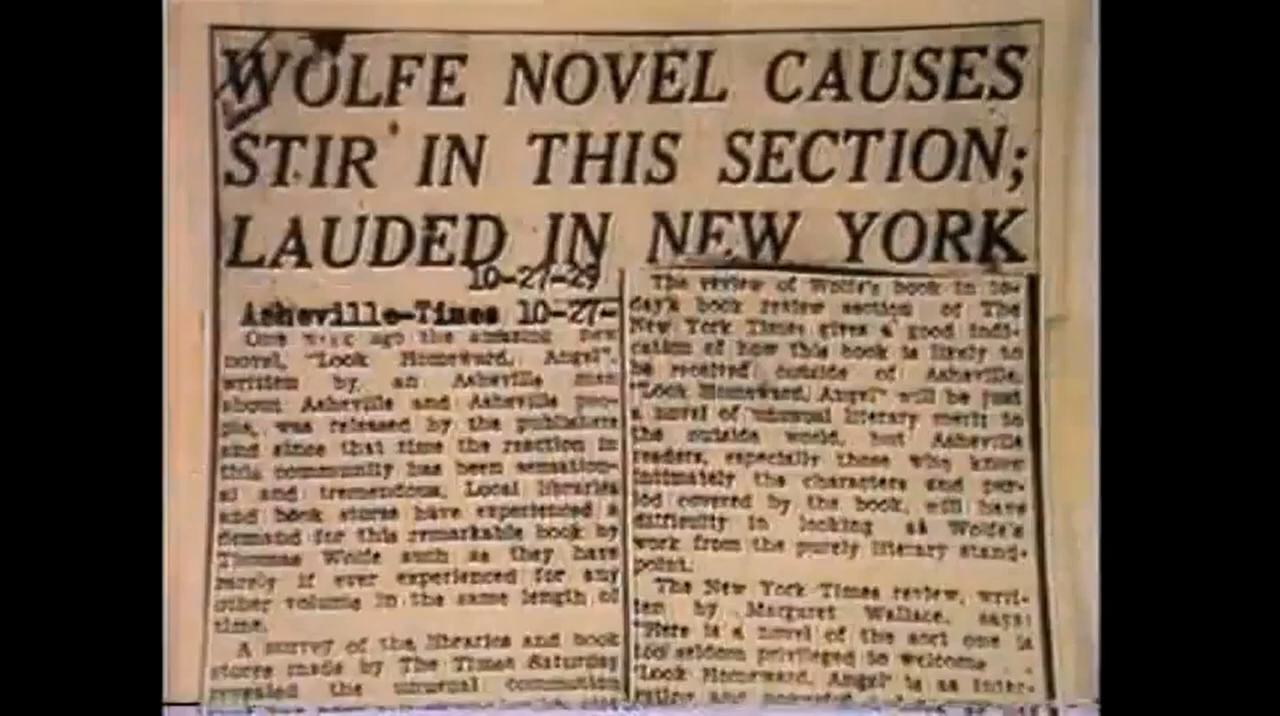 WOLFE NOVEL CAUSES
STIR IN THIS SECTION;
LAUDED IN NEW YORK
10-27-29
Asheville-Times 10-27-
One week ago the amazing new
novel, "Look Homeward, Angel",
written by an Asheville man
about Asheville and Asheville peo-
ple, was released by the publishers
and since that time the reaction in
this community has been sensation-
al and tremendous. Local libraries
and book stores have experienced a
demand for this remarkable book by
Thomas Wolfe such as they have
rarely if ever experienced for any
other volume in the same length of
time.
A survey of the libraries and book
stores made by The Times Saturday
revealed the unusual
The review of Wolfe's book in to-
day's book review section of The
New York Times gives a good indi-
cation of how this book is likely to
be received outside of Asheville.
"Look Homeward, Angel" will be just
a novel of unusual literary merit to
the outside world, but Asheville
readers, especially those who know
intimately the characters and per-
iod covered by the book, will have
difficulty in looking at Wolfe's
work from the purely literary stand-
point.
The New York Times review, writ-
ten by Margaret Wallace, says:
"Here is a novel of the sort one is
too seldom privileged to welcome
"Look Homeward, Angel" is as inter-
esting and